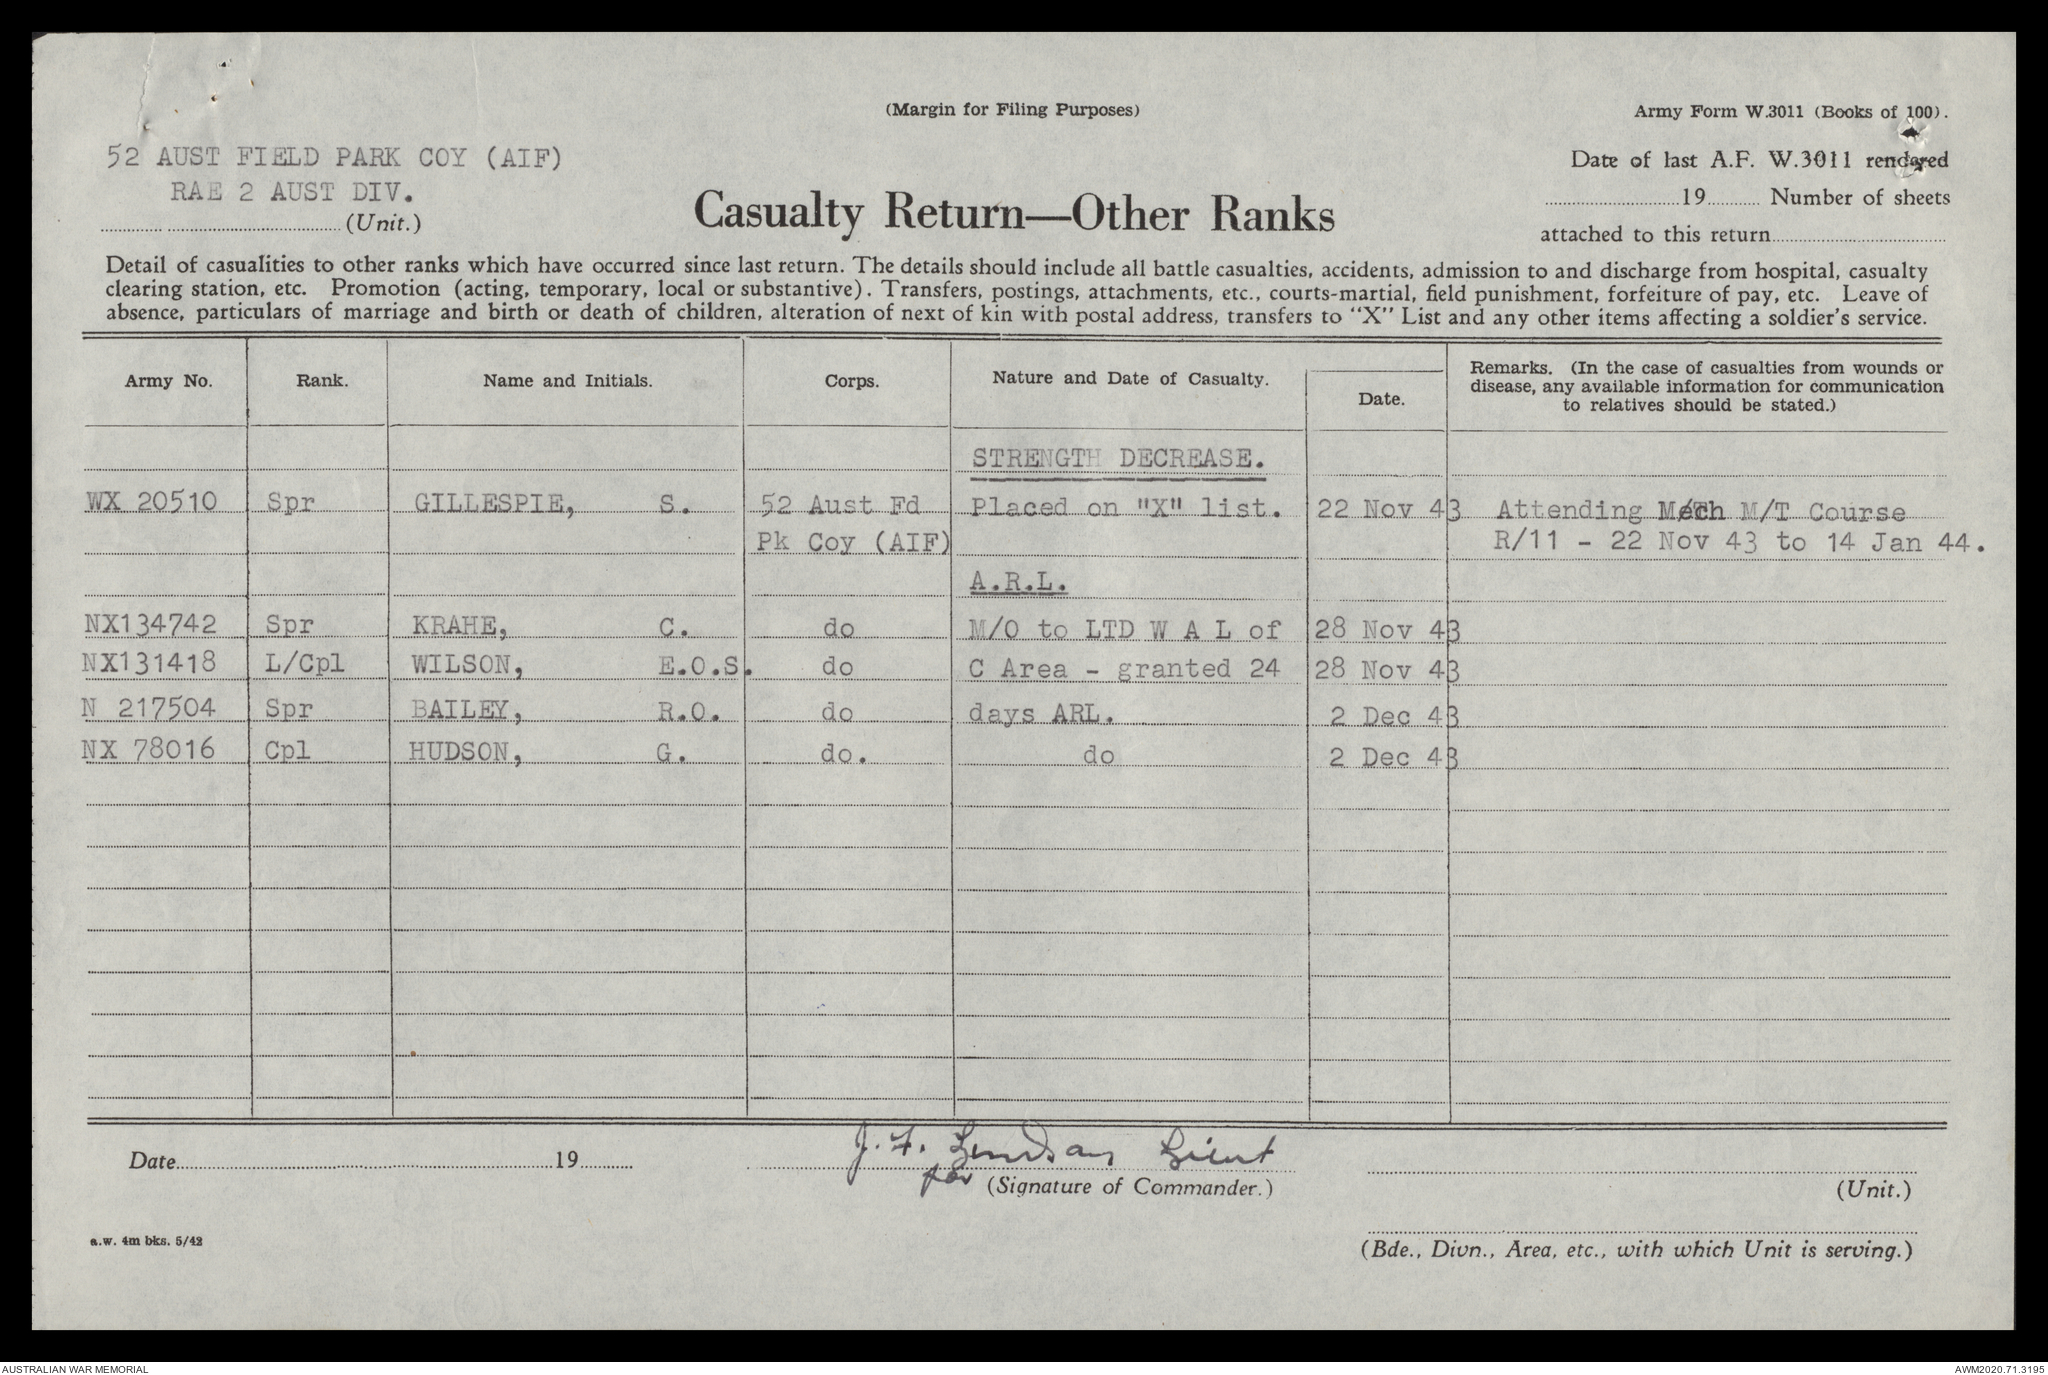 (Margin for Filing Purposes)
Army Form W.3011 (Books of 100).
52 AUST FIELD PARK COY (AIF)
RAE 2 AUST DIV.
(Unit.)
Casualty Return—Other Ranks
Date of last A.F. W.3011 rendered
19 Number of sheets
attached to this return
Detail of casualities to other ranks which have occurred since last return. The details should include all battle casualties, accidents, admission to and discharge from hospital, casualty
clearing station, etc. Promotion (acting, temporary, local or substantive). Transfers, postings, attachments, etc., courts-martial, field punishment, forfeiture of pay, etc. Leave of
absence, particulars of marriage and birth or death of children, alteration of next of kin with postal address, transfers to "X" List and any other items affecting a soldier's service.
Army No. Rank. Name and Initials. Corps. Nature and Date of Casualty. Date. Remarks. (In the case of casualties from wounds or
disease, any available information for communication
to relatives should be stated.)
STRENGTH DECREASE.
WX 20510 Spr GILLESPIE, S. 52 Aust Fd Placed on "X" list. 22 Nov 43 Attending Mech M/T Course
Pk Coy (AIF) R/11 - 22 Nov 43 to 14 Jan 44.
A.R.L.
NX134742 Spr KRAHE, C. do M/O to LTD W A L of 28 Nov 43
NX131418 L/Cpl WILSON, E.O.S. do C Area - granted 24 28 Nov 43
N 217504 Spr BAILEY, R.O. do days ARL. 2 Dec 43
NX 78016 Cpl HUDSON, G. do. do 2 Dec 43
Date 19
J. F. Lindsay Lieut
for (Signature of Commander.)
(Unit.)
a.w. 4m bks. 5/42
(Bde., Divn., Area, etc., with which Unit is serving.)
AUSTRALIAN WAR MEMORIAL
AWM2020.71.3195